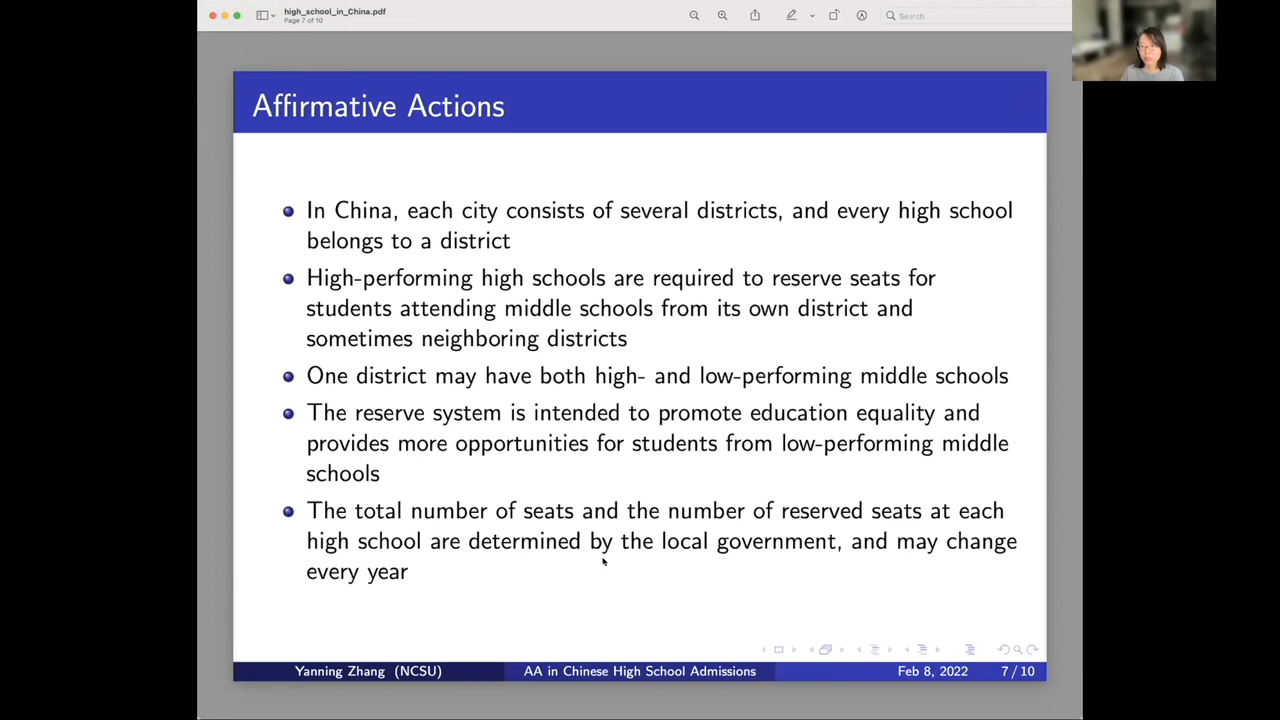 high_school_in_China.pdf
Page 7 of 10
Search
Affirmative Actions
In China, each city consists of several districts, and every high school
belongs to a district
High-performing high schools are required to reserve seats for
students attending middle schools from its own district and
sometimes neighboring districts
One district may have both high- and low-performing middle schools
The reserve system is intended to promote education equality and
provides more opportunities for students from low-performing middle
schools
The total number of seats and the number of reserved seats at each
high school are determined by the local government, and may change
every year
Yanning Zhang (NCSU)
AA in Chinese High School Admissions
Feb 8, 2022
7 / 10